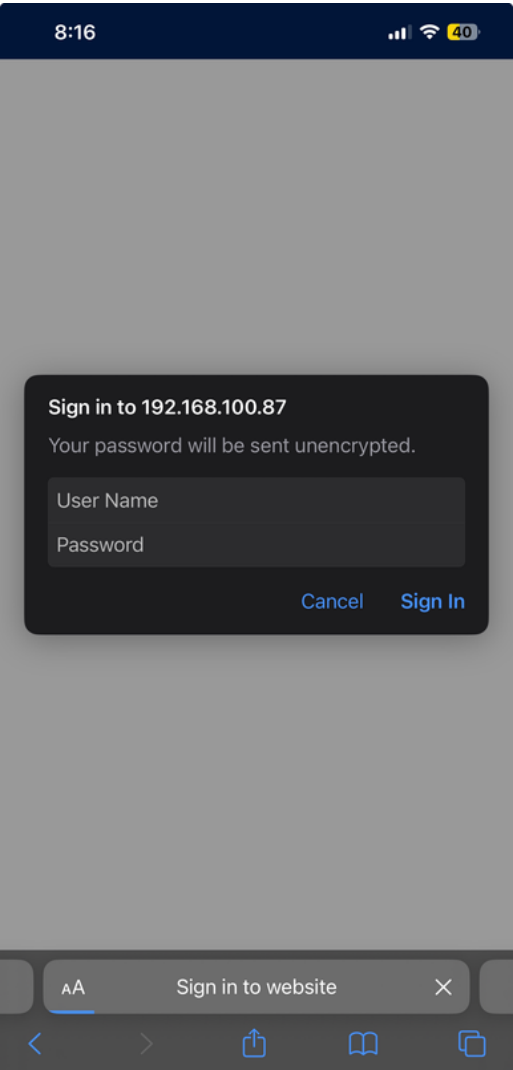 8:16
40
Sign in to 192.168.100.87
Your password will be sent unencrypted.
User Name
Password
Cancel Sign In
AA Sign in to website